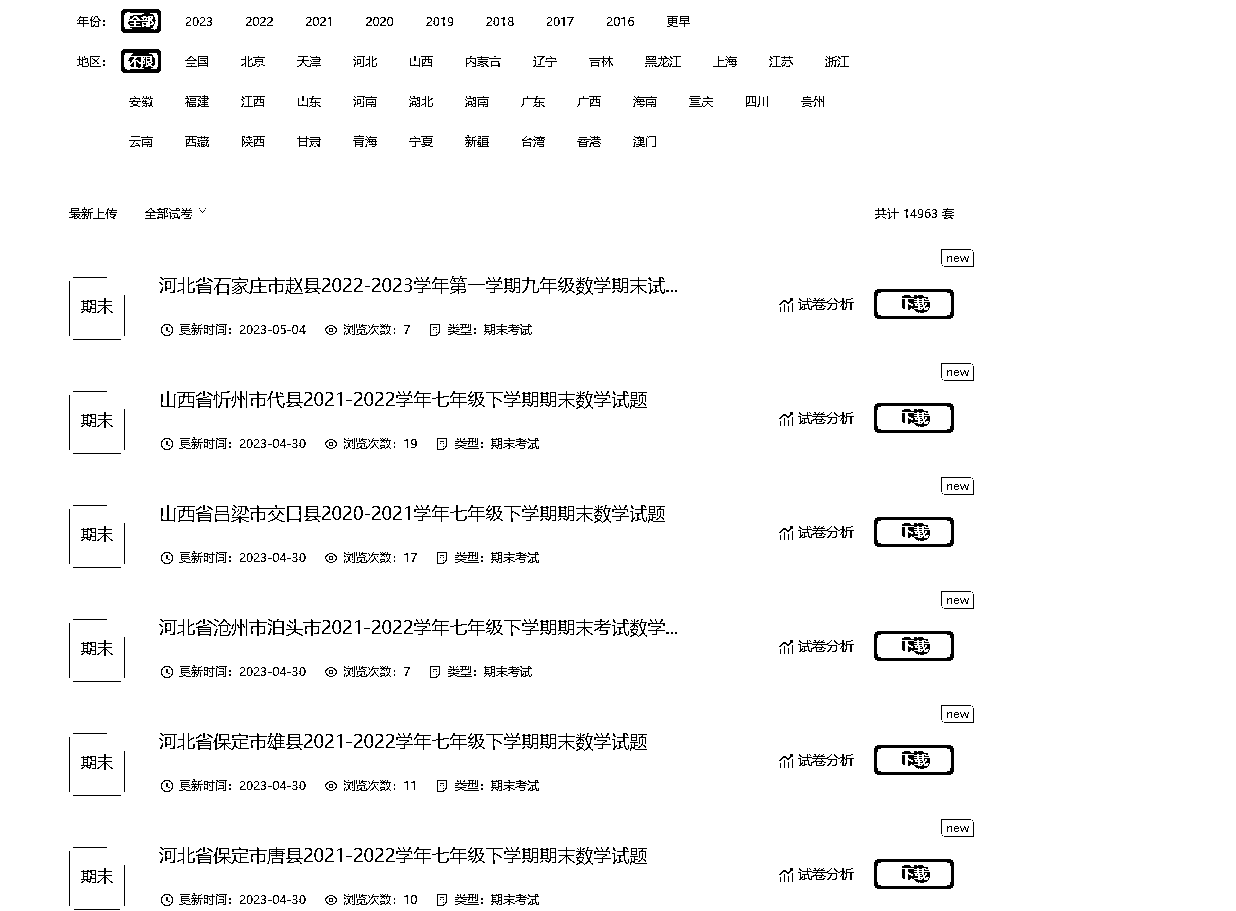 年份: 全部 2023 2022 2021 2020 2019 2018 2017 2016 更早
地区: 不限 全国 北京 天津 河北 山西 内蒙古 辽宁 吉林 黑龙江 上海 江苏 浙江
安徽 福建 江西 山东 河南 湖北 湖南 广东 广西 海南 重庆 四川 贵州
云南 西藏 陕西 甘肃 青海 宁夏 新疆 台湾 香港 澳门
最新上传 全部试卷 共计 14963 套
new
河北省石家庄市赵县2022-2023学年第一学期九年级数学期末试...
期末 试卷分析 下载
更新时间: 2023-05-04 浏览次数: 7 类型: 期末考试
new
山西省忻州市代县2021-2022学年七年级下学期期末数学试题
期末 试卷分析 下载
更新时间: 2023-04-30 浏览次数: 19 类型: 期末考试
new
山西省吕梁市交口县2020-2021学年七年级下学期期末数学试题
期末 试卷分析 下载
更新时间: 2023-04-30 浏览次数: 17 类型: 期末考试
new
河北省沧州市泊头市2021-2022学年七年级下学期期末考试数学...
期末 试卷分析 下载
更新时间: 2023-04-30 浏览次数: 7 类型: 期末考试
new
河北省保定市雄县2021-2022学年七年级下学期期末数学试题
期末 试卷分析 下载
更新时间: 2023-04-30 浏览次数: 11 类型: 期末考试
new
河北省保定市唐县2021-2022学年七年级下学期期末数学试题
期末 试卷分析 下载
更新时间: 2023-04-30 浏览次数: 10 类型: 期末考试